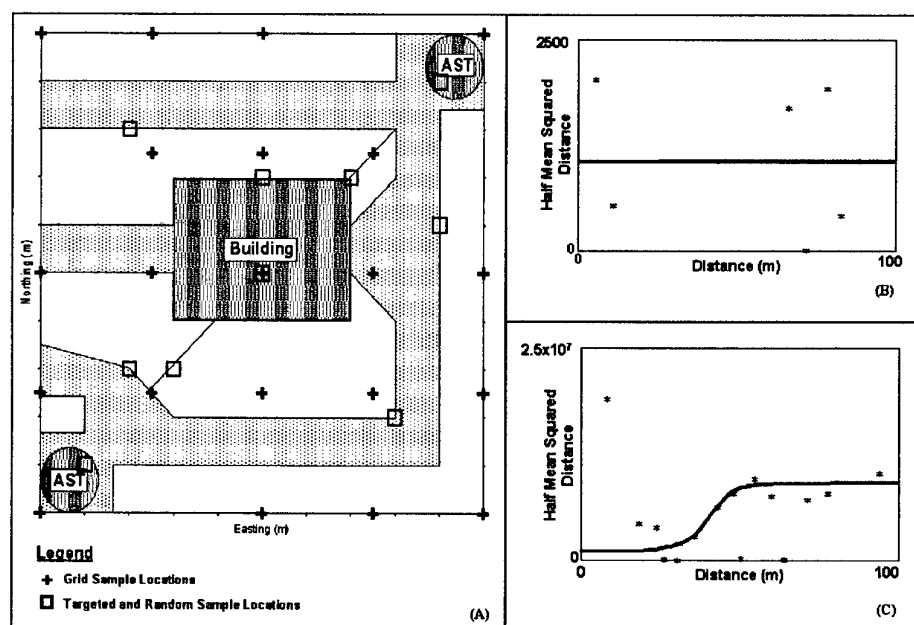 AST
Building
Northing (m)
AST
Easting (m)
Legend
Grid Sample Locations
Targeted and Random Sample Locations
(A)
2500
Half Mean Squared
Distance
0
Distance (m)
100
(B)
2.5x10⁷
Half Mean Squared
Distance
0
0
Distance (m)
100
(C)